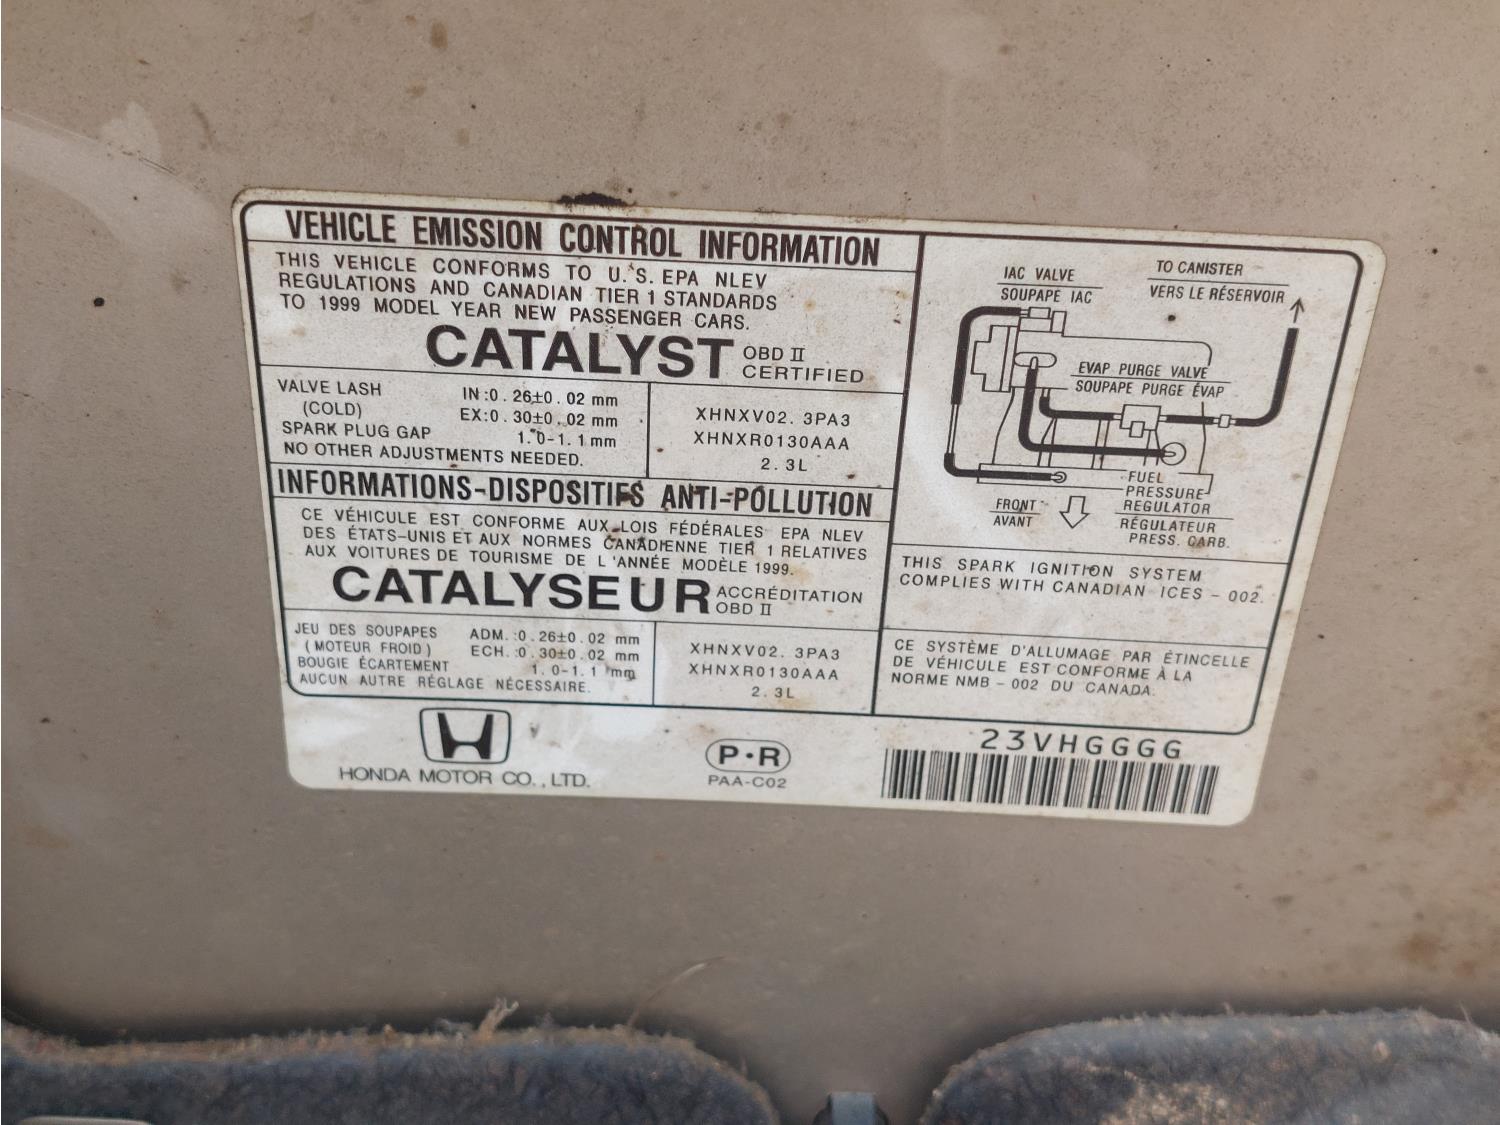 VEHICLE EMISSION CONTROL INFORMATION
THIS VEHICLE CONFORMS TO U.S. EPA NLEV
REGULATIONS AND CANADIAN TIER 1 STANDARDS
TO 1999 MODEL YEAR NEW PASSENGER CARS.
CATALYST OBD II
CERTIFIED
VALVE LASH IN:0.26±0.02 mm
(COLD) EX:0.30±0.02 mm
SPARK PLUG GAP 1.0-1.1 mm
NO OTHER ADJUSTMENTS NEEDED.
XHNXV02.3PA3
XHNXR0130AAA
2.3L
INFORMATIONS-DISPOSITIFS ANTI-POLLUTION
CE VÉHICULE EST CONFORME AUX LOIS FÉDÉRALES EPA NLEV
DES ÉTATS-UNIS ET AUX NORMES CANADIENNE TIER 1 RELATIVES
AUX VOITURES DE TOURISME DE L'ANNÉE MODÈLE 1999.
CATALYSEUR ACCRÉDITATION
OBD II
JEU DES SOUPAPES ADM.:0.26±0.02 mm
(MOTEUR FROID) ECH.:0.30±0.02 mm
BOUGIE ÉCARTEMENT 1.0-1.1 mm
AUCUN AUTRE RÉGLAGE NÉCESSAIRE.
XHNXV02.3PA3
XHNXR0130AAA
2.3L
IAC VALVE
SOUPAPE IAC
TO CANISTER
VERS LE RÉSERVOIR
EVAP PURGE VALVE
SOUPAPE PURGE ÉVAP
FUEL
PRESSURE
REGULATOR
RÉGULATEUR
PRESS. CARB.
FRONT
AVANT
THIS SPARK IGNITION SYSTEM
COMPLIES WITH CANADIAN ICES-002.
CE SYSTÈME D'ALLUMAGE PAR ÉTINCELLE
DE VÉHICULE EST CONFORME À LA
NORME NMB-002 DU CANADA.
HONDA MOTOR CO., LTD.
P·R
PAA-C02
23VHGGGG